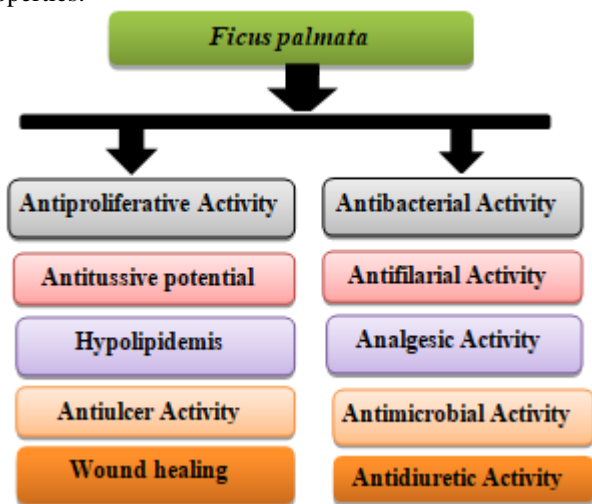 Ficus palmata
Antiproliferative Activity
Antitussive potential
Hypolipidemis
Antiulcer Activity
Wound healing
Antibacterial Activity
Antifilarial Activity
Analgesic Activity
Antimicrobial Activity
Antidiuretic Activity